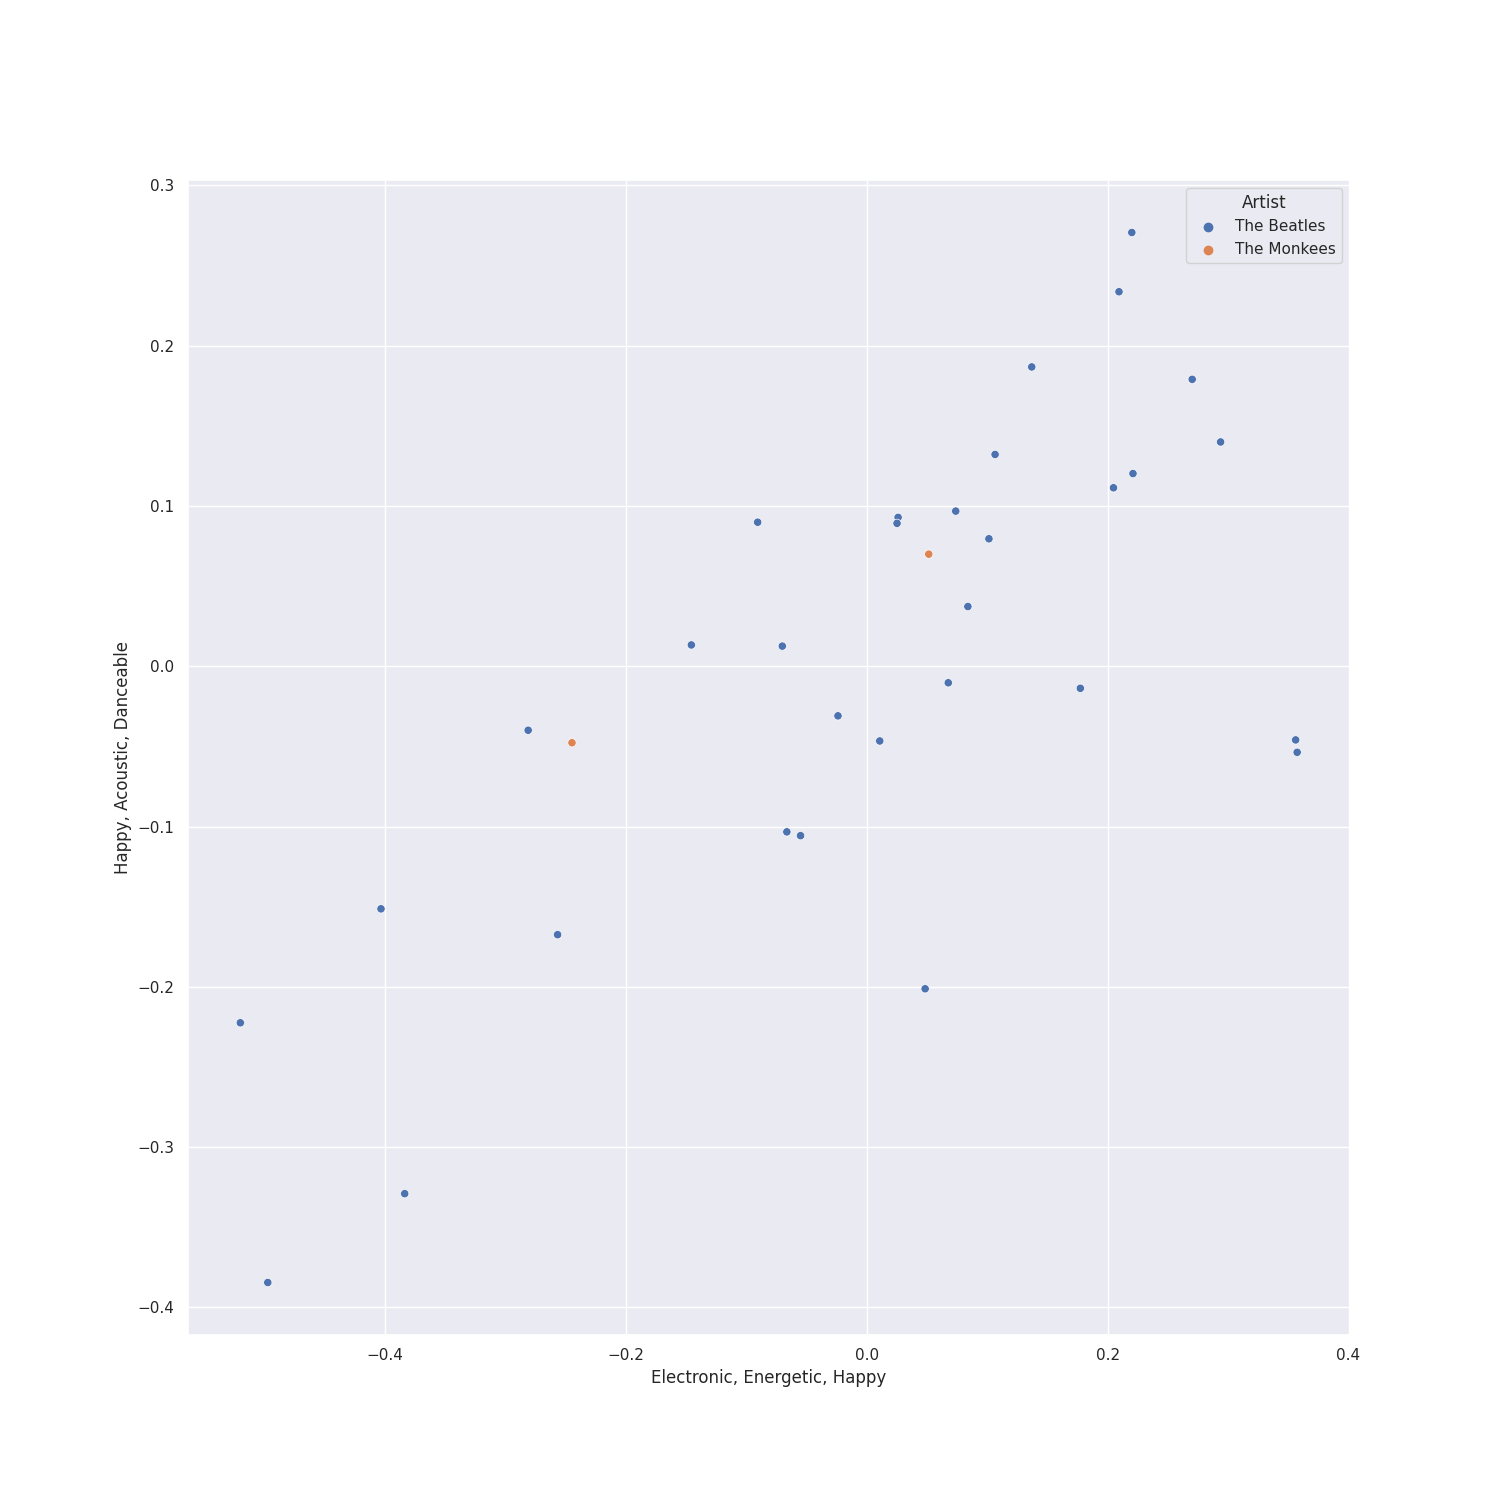 Artist
The Beatles
The Monkees
0.3
0.2
0.1
0.0
−0.1
−0.2
−0.3
−0.4
Happy, Acoustic, Danceable
−0.4
−0.2
0.0
0.2
0.4
Electronic, Energetic, Happy